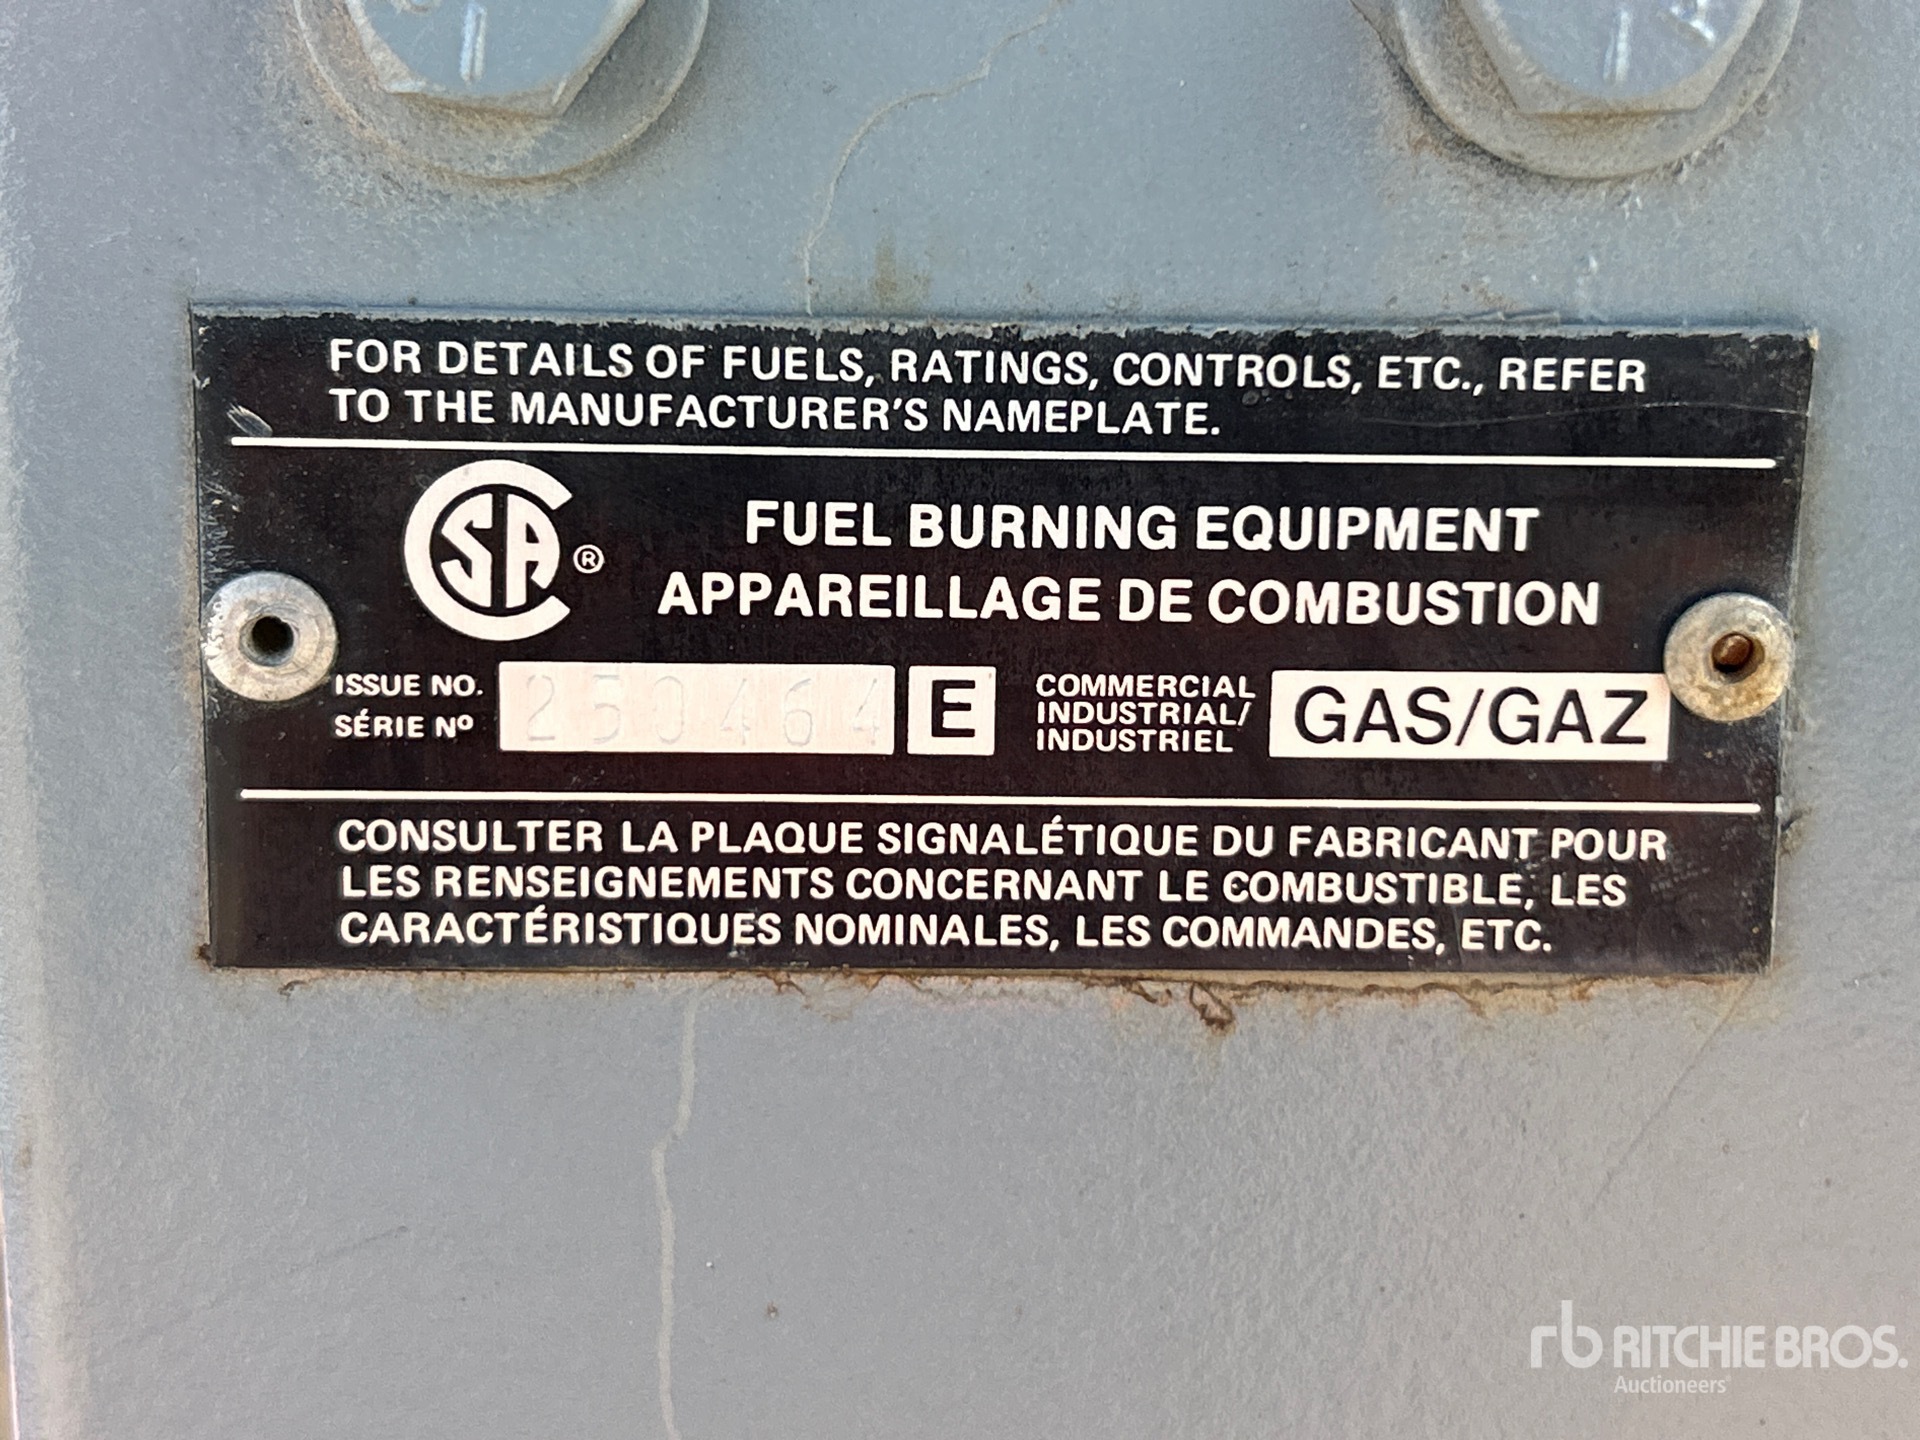 FOR DETAILS OF FUELS, RATINGS, CONTROLS, ETC., REFER
TO THE MANUFACTURER'S NAMEPLATE.
CSA ®
FUEL BURNING EQUIPMENT
APPAREILLAGE DE COMBUSTION
ISSUE NO.
SÉRIE Nº
250464
E
COMMERCIAL
INDUSTRIAL/
INDUSTRIEL
GAS/GAZ
CONSULTER LA PLAQUE SIGNALÉTIQUE DU FABRICANT POUR
LES RENSEIGNEMENTS CONCERNANT LE COMBUSTIBLE, LES
CARACTÉRISTIQUES NOMINALES, LES COMMANDES, ETC.
rb RITCHIE BROS.
Auctioneers